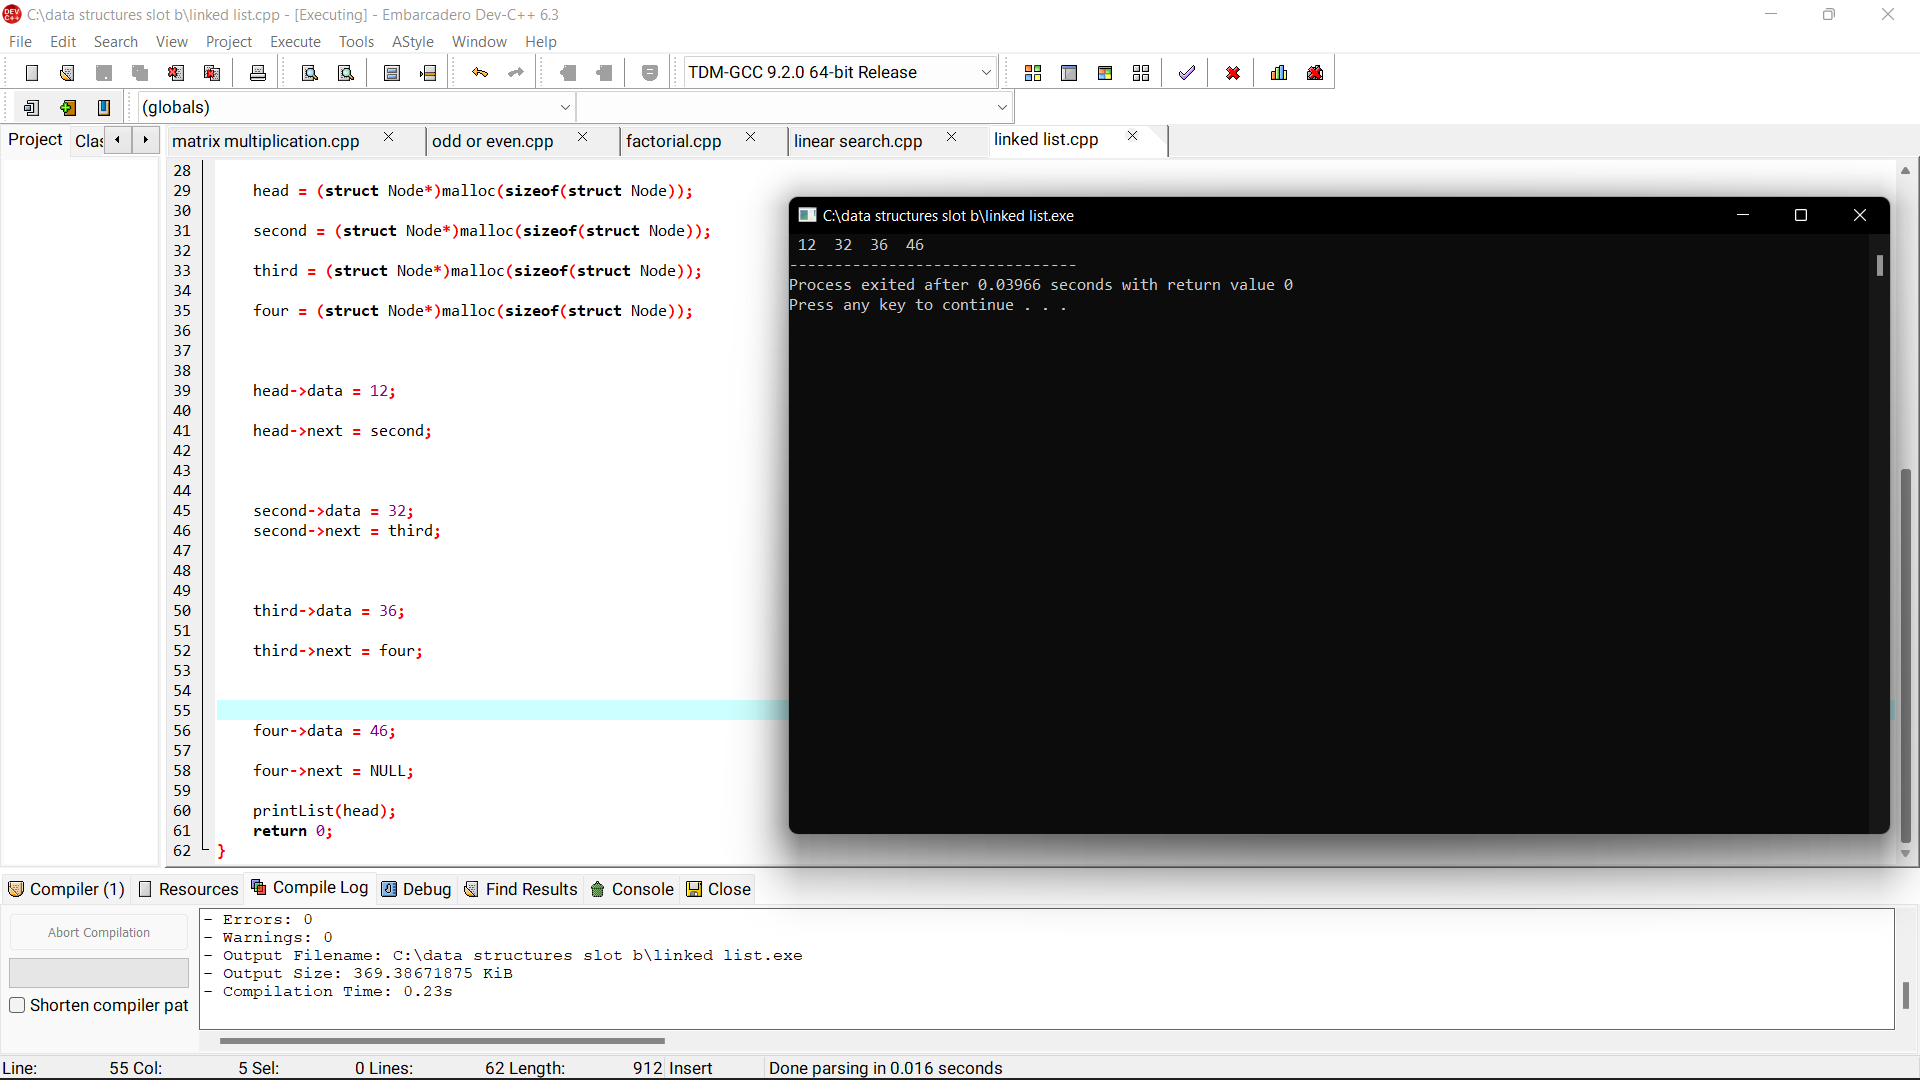 C:\data structures slot b\linked list.cpp - [Executing] - Embarcadero Dev-C++ 6.3
File Edit Search View Project Execute Tools AStyle Window Help
TDM-GCC 9.2.0 64-bit Release
(globals)
Project Clas
matrix multiplication.cpp odd or even.cpp factorial.cpp linear search.cpp linked list.cpp
28
29 head = (struct Node*)malloc(sizeof(struct Node));
30
31 second = (struct Node*)malloc(sizeof(struct Node));
32
33 third = (struct Node*)malloc(sizeof(struct Node));
34
35 four = (struct Node*)malloc(sizeof(struct Node));
36
37
38
39 head->data = 12;
40
41 head->next = second;
42
43
44
45 second->data = 32;
46 second->next = third;
47
48
49
50 third->data = 36;
51
52 third->next = four;
53
54
55
56 four->data = 46;
57
58 four->next = NULL;
59
60 printList(head);
61 return 0;
62 }
C:\data structures slot b\linked list.exe
12 32 36 46
--------------------------------
Process exited after 0.03966 seconds with return value 0
Press any key to continue . . .
Compiler (1) Resources Compile Log Debug Find Results Console Close
Abort Compilation
Shorten compiler pat
- Errors: 0
- Warnings: 0
- Output Filename: C:\data structures slot b\linked list.exe
- Output Size: 369.38671875 KiB
- Compilation Time: 0.23s
Line: 55 Col: 5 Sel: 0 Lines: 62 Length: 912 Insert Done parsing in 0.016 seconds